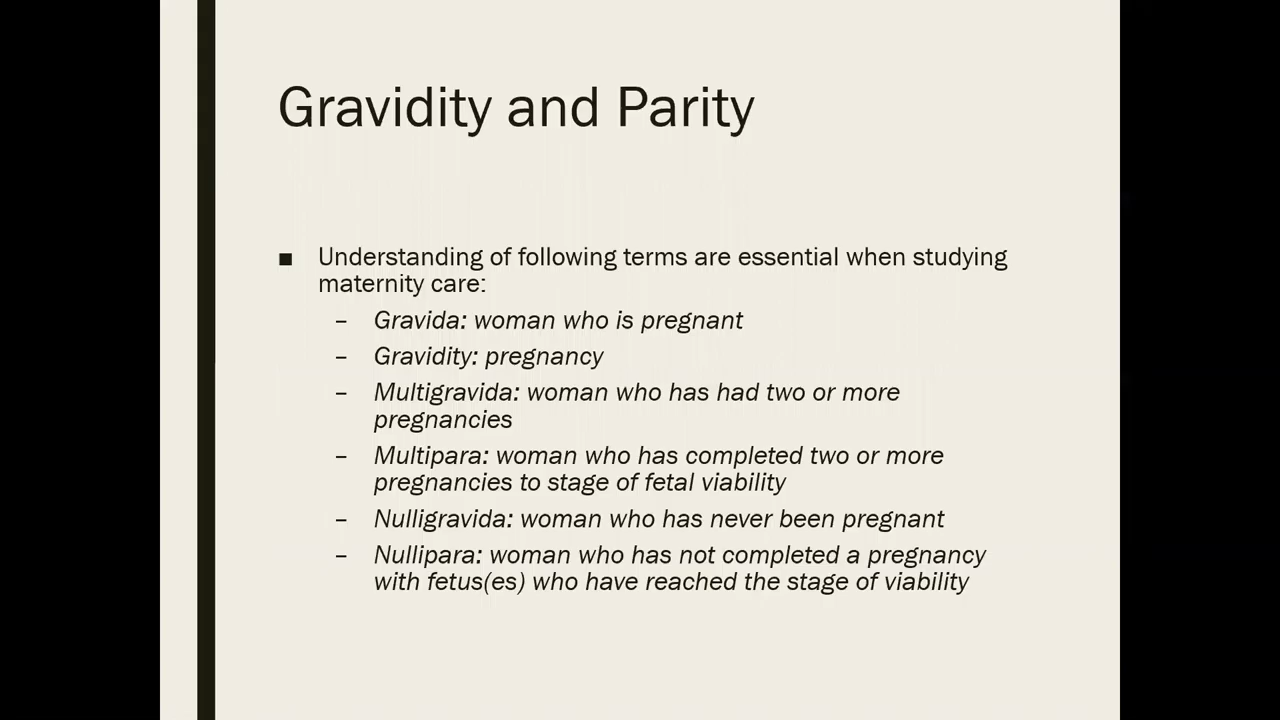 Gravidity and Parity
■ Understanding of following terms are essential when studying
maternity care:
– Gravida: woman who is pregnant
– Gravidity: pregnancy
– Multigravida: woman who has had two or more
pregnancies
– Multipara: woman who has completed two or more
pregnancies to stage of fetal viability
– Nulligravida: woman who has never been pregnant
– Nullipara: woman who has not completed a pregnancy
with fetus(es) who have reached the stage of viability